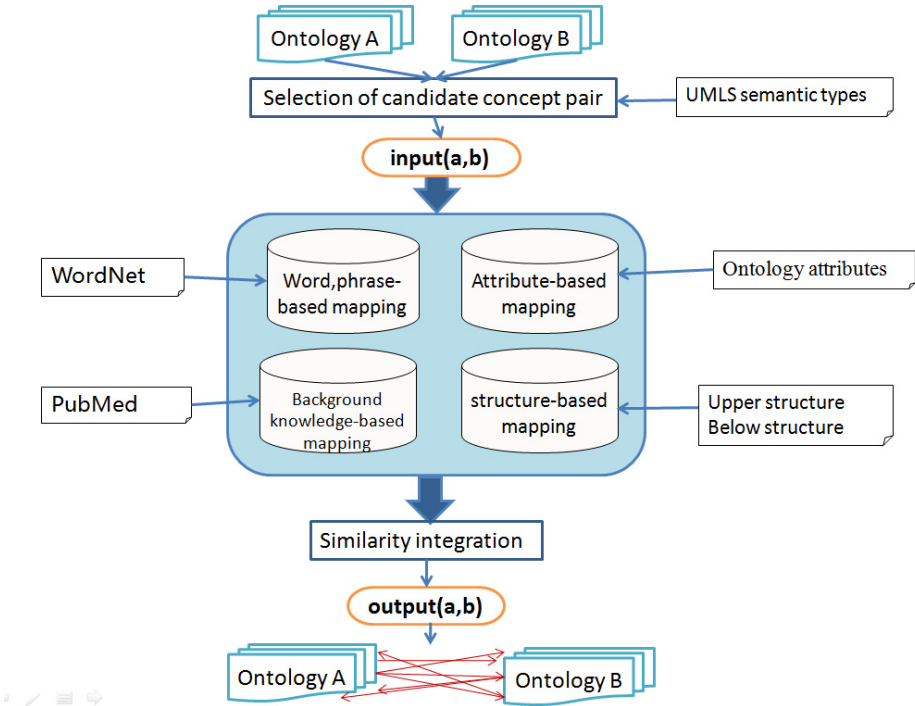 Ontology A
Ontology B
Selection of candidate concept pair
UMLS semantic types
input(a,b)
WordNet
Word,phrase-
based mapping
Attribute-based
mapping
Ontology attributes
PubMed
Background
knowledge-based
mapping
structure-based
mapping
Upper structure
Below structure
Similarity integration
output(a,b)
Ontology A
Ontology B